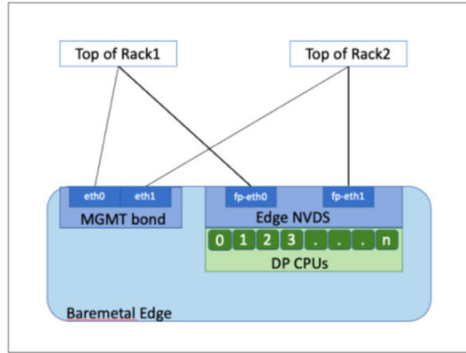 Top of Rack1 Top of Rack2
eth0 eth1 fp-eth0 fp-eth1
MGMT bond Edge NVDS
0 1 2 3 . . . n
DP CPUs
Baremetal Edge